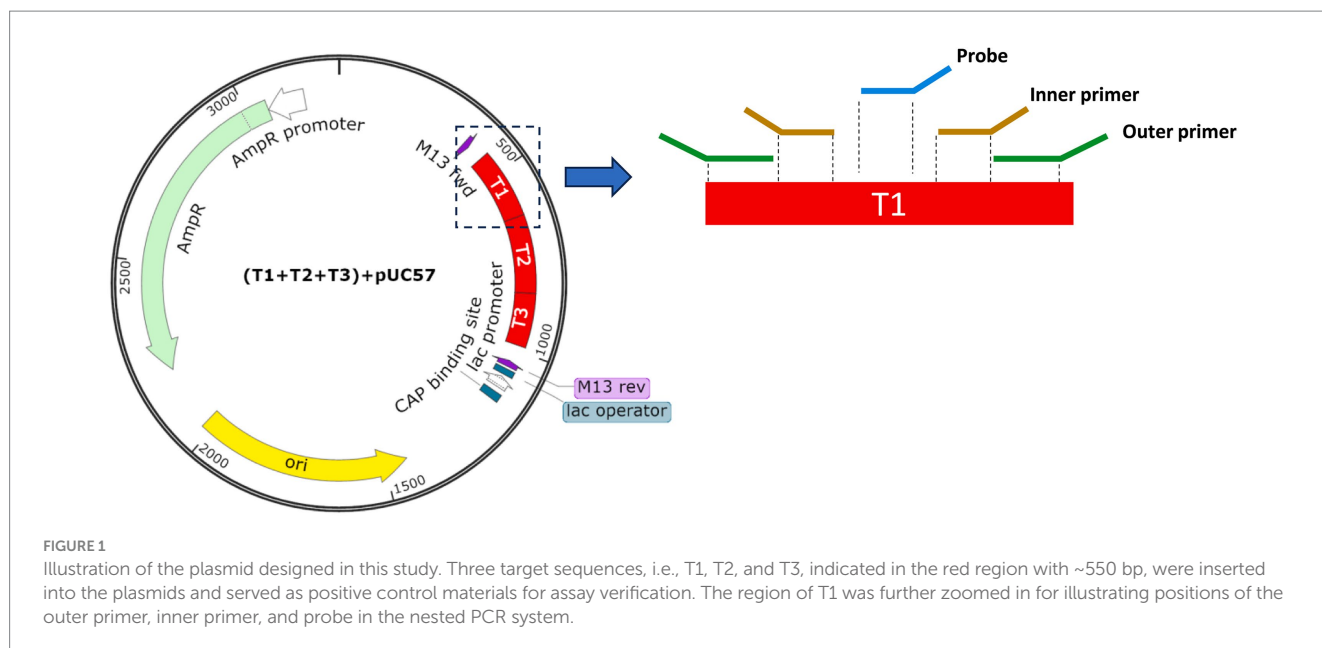 3000
AmpR promoter
AmpR
2500
M13 fwd
500
T1
T2
T3
(T1+T2+T3)+pUC57
CAP binding site
lac promoter
1000
M13 rev
lac operator
2000
ori
1500
Probe
Inner primer
Outer primer
T1
FIGURE 1
Illustration of the plasmid designed in this study. Three target sequences, i.e., T1, T2, and T3, indicated in the red region with ~550 bp, were inserted
into the plasmids and served as positive control materials for assay verification. The region of T1 was further zoomed in for illustrating positions of the
outer primer, inner primer, and probe in the nested PCR system.